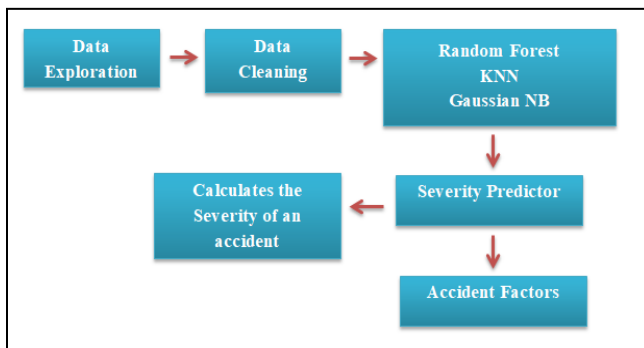 Data
Exploration
Data
Cleaning
Random Forest
KNN
Gaussian NB
Calculates the
Severity of an
accident
Severity Predictor
Accident Factors